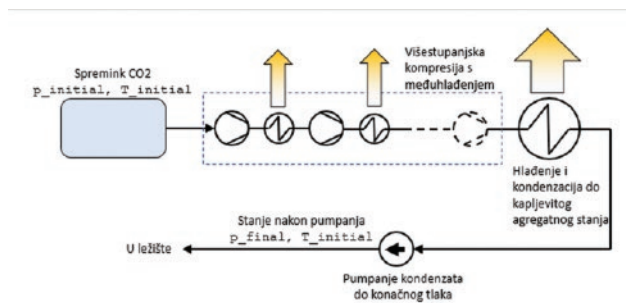 Spremink CO2
p_initial, T_initial
Višestupanjska
kompresija s
međuhlađenjem
Hlađenje i
kondenzacija do
kapljevitog
agregatnog stanja
Stanje nakon pumpanja
p_final, T_initial
U ležište
Pumpanje kondenzata
do konačnog tlaka